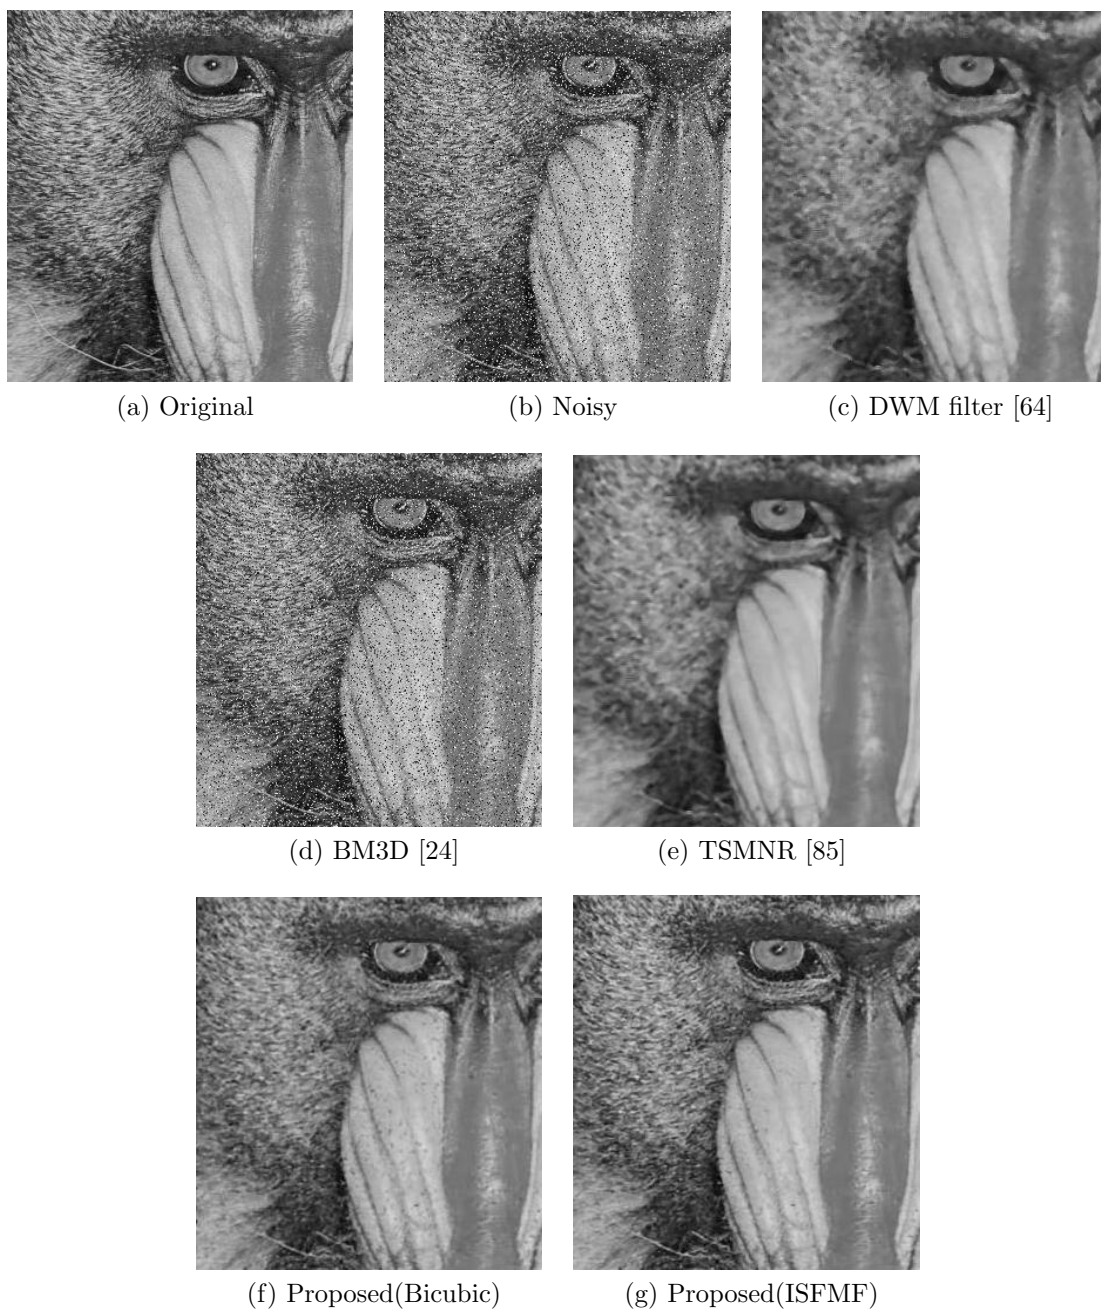 (a) Original
(b) Noisy
(c) DWM filter [64]
(d) BM3D [24]
(e) TSMNR [85]
(f) Proposed(Bicubic)
(g) Proposed(ISFMF)